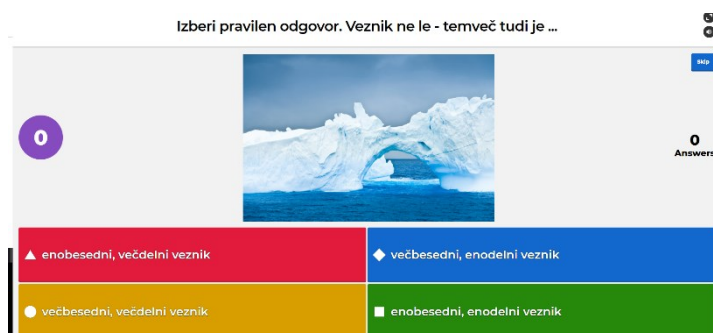 Izberi pravilen odgovor. Veznik ne le - temveč tudi je ...
Skip
0
0
Answers
enobesedni, večdelni veznik
večbesedni, enodelni veznik
večbesedni, večdelni veznik
enobesedni, enodelni veznik